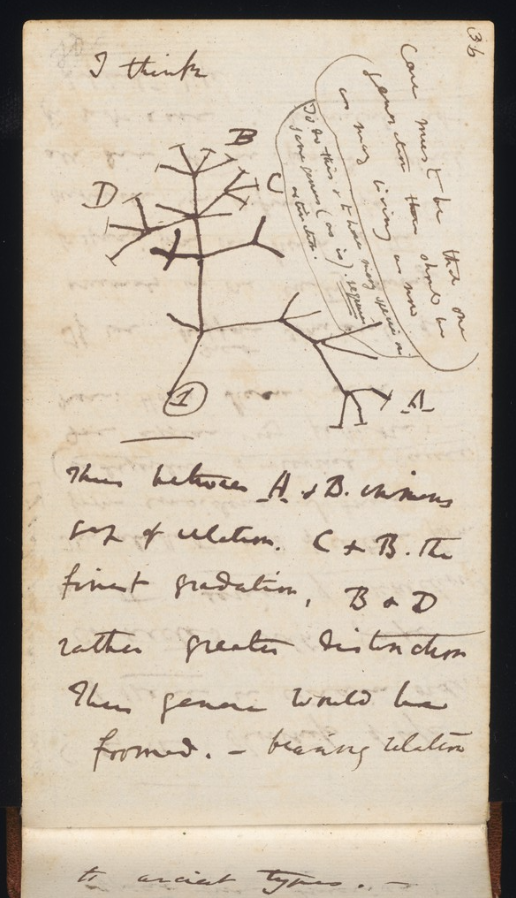 36
I think
Case must be that one
generation then should be
as many living as now
To do this & to have many species in
same genus (as is). requires
extinction.
B
C
D
A
1
Thus between A. & B. immens
gap of relation. C & B. the
finest gradation, B & D
rather greater distinction
Thus genera would be
formed. — bearing relation
to ancient types. —